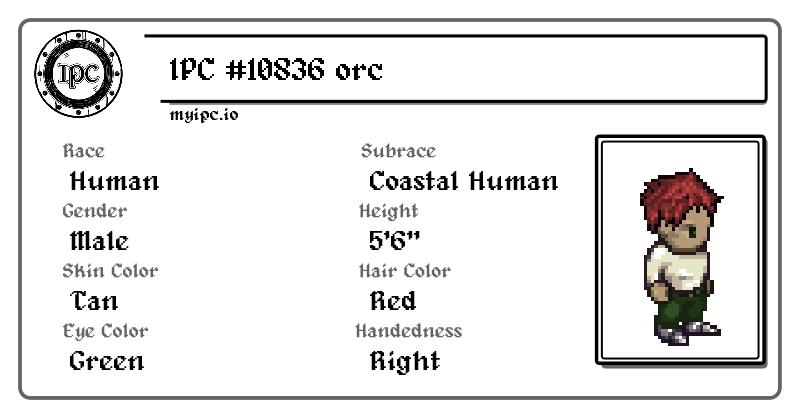 IPC
IPC #10836 orc
myipc.io
Race
Human
Subrace
Coastal Human
Gender
Male
Height
5'6"
Skin Color
Tan
Hair Color
Red
Eye Color
Green
Handedness
Right